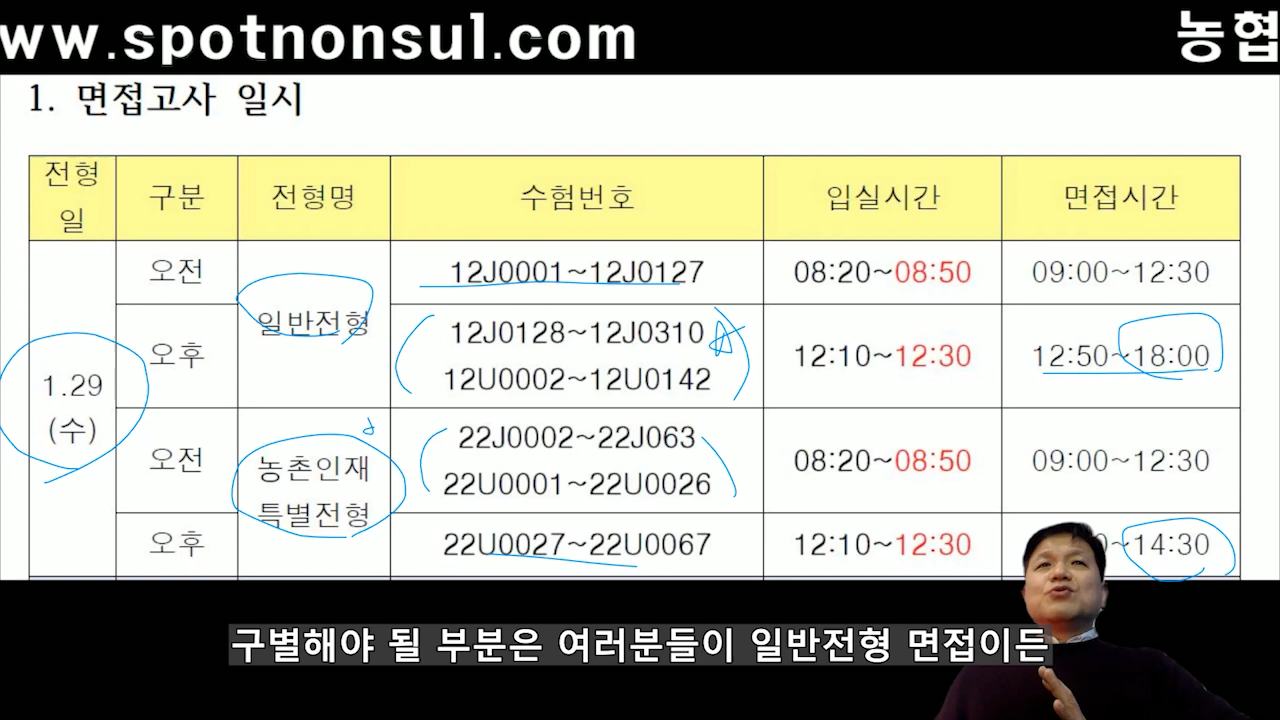 ww.spotnonsul.com 농협
1. 면접고사 일시
전형일 구분 전형명 수험번호 입실시간 면접시간
1.29 (수)
오전 일반전형 12J0001~12J0127 08:20~08:50 09:00~12:30
오후 12J0128~12J0310
12U0002~12U0142 12:10~12:30 12:50~18:00
오전 농촌인재 특별전형 22J0002~22J063
22U0001~22U0026 08:20~08:50 09:00~12:30
오후 22U0027~22U0067 12:10~12:30 ~14:30
구별해야 될 부분은 여러분들이 일반전형 면접이든